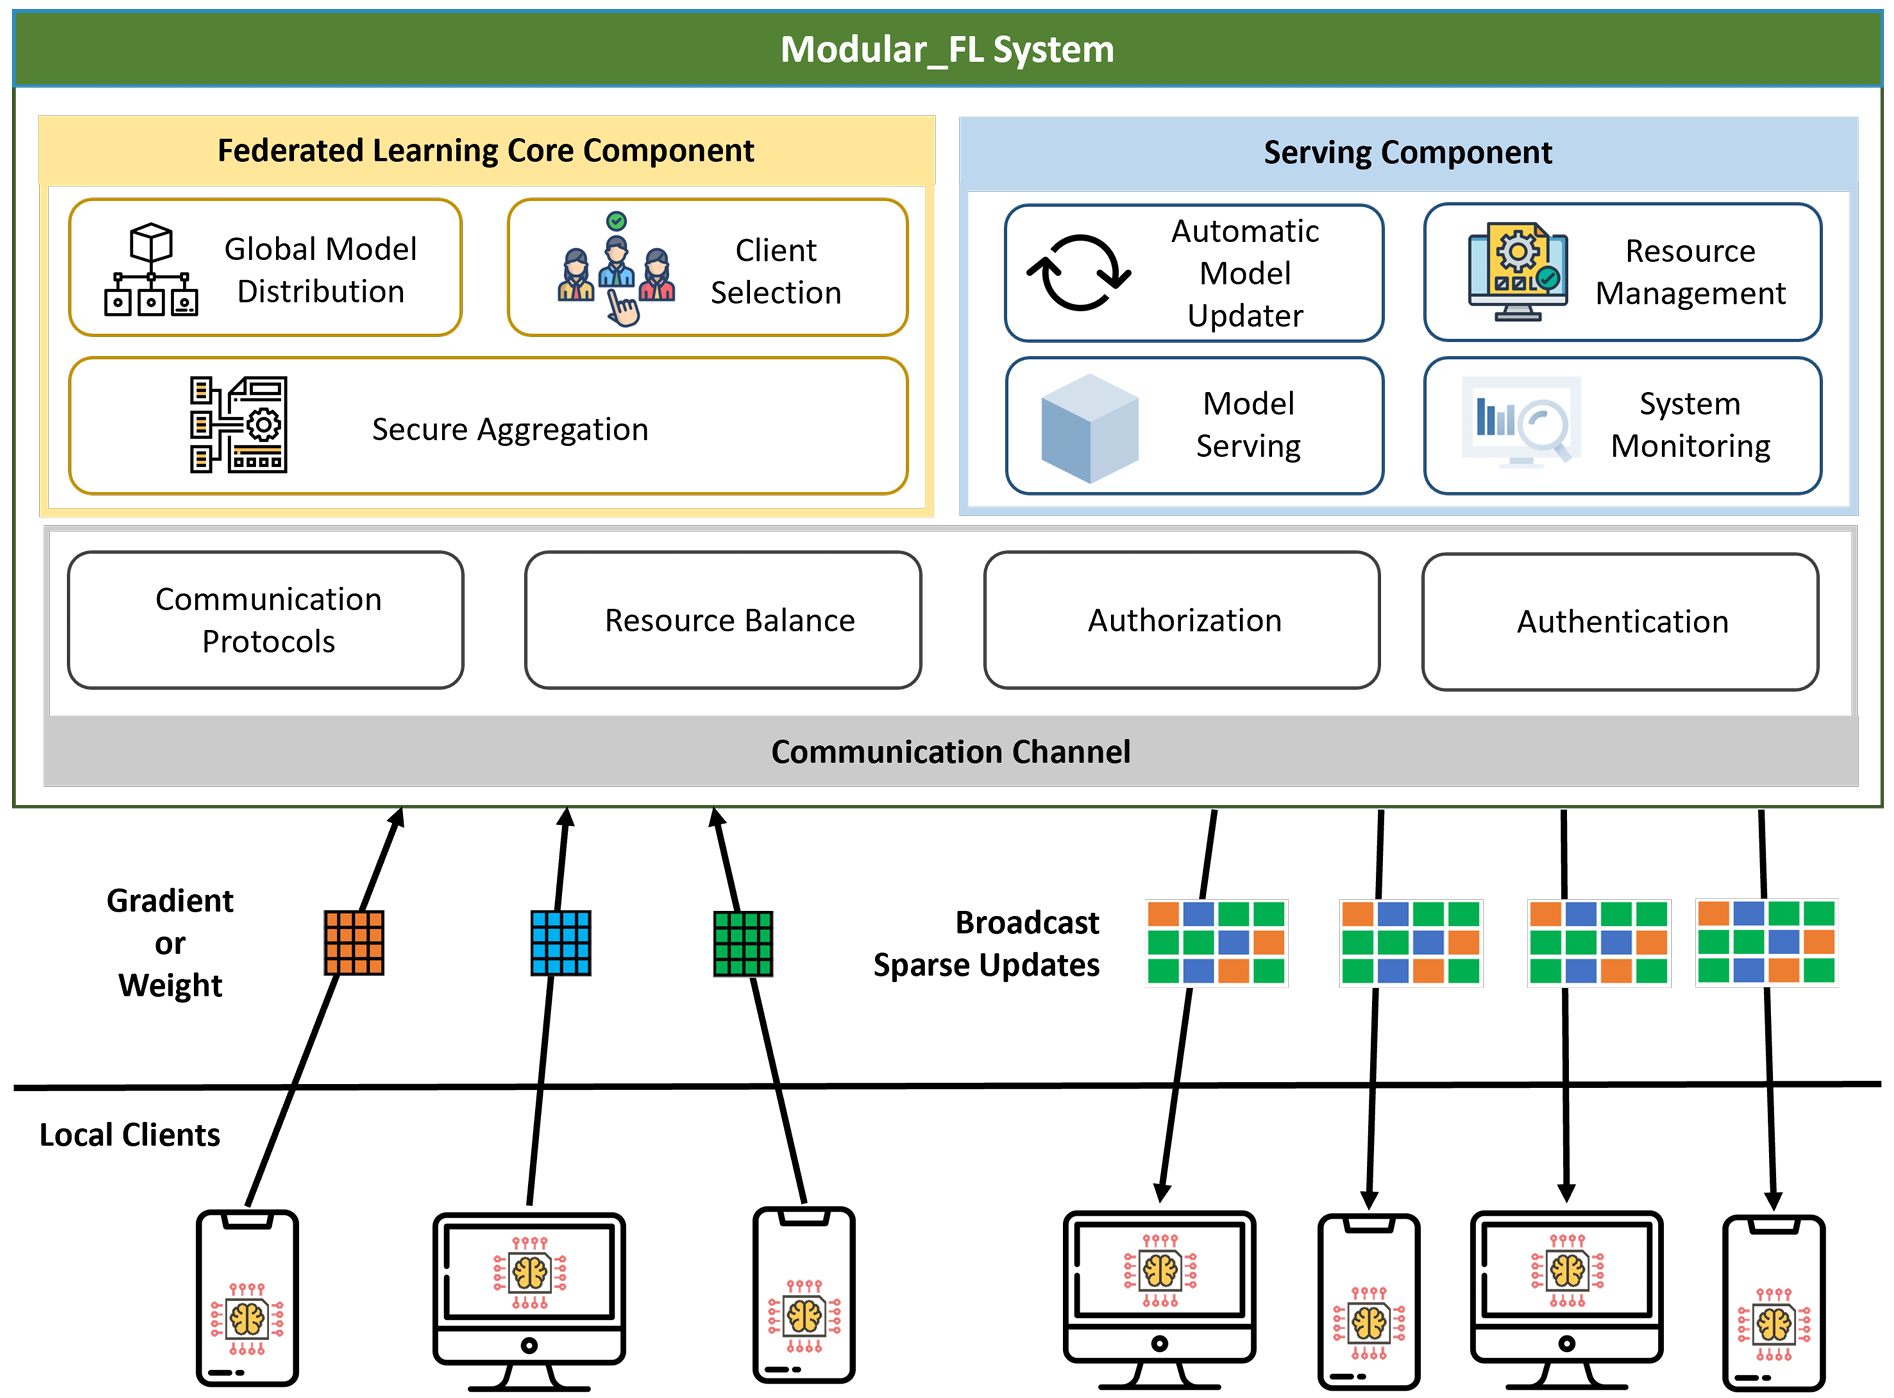 Modular_FL System
Federated Learning Core Component
Global Model
Distribution
Client
Selection
Secure Aggregation
Serving Component
Automatic
Model
Updater
Resource
Management
Model
Serving
System
Monitoring
Communication
Protocols
Resource Balance
Authorization
Authentication
Communication Channel
Gradient
or
Weight
Broadcast
Sparse Updates
Local Clients